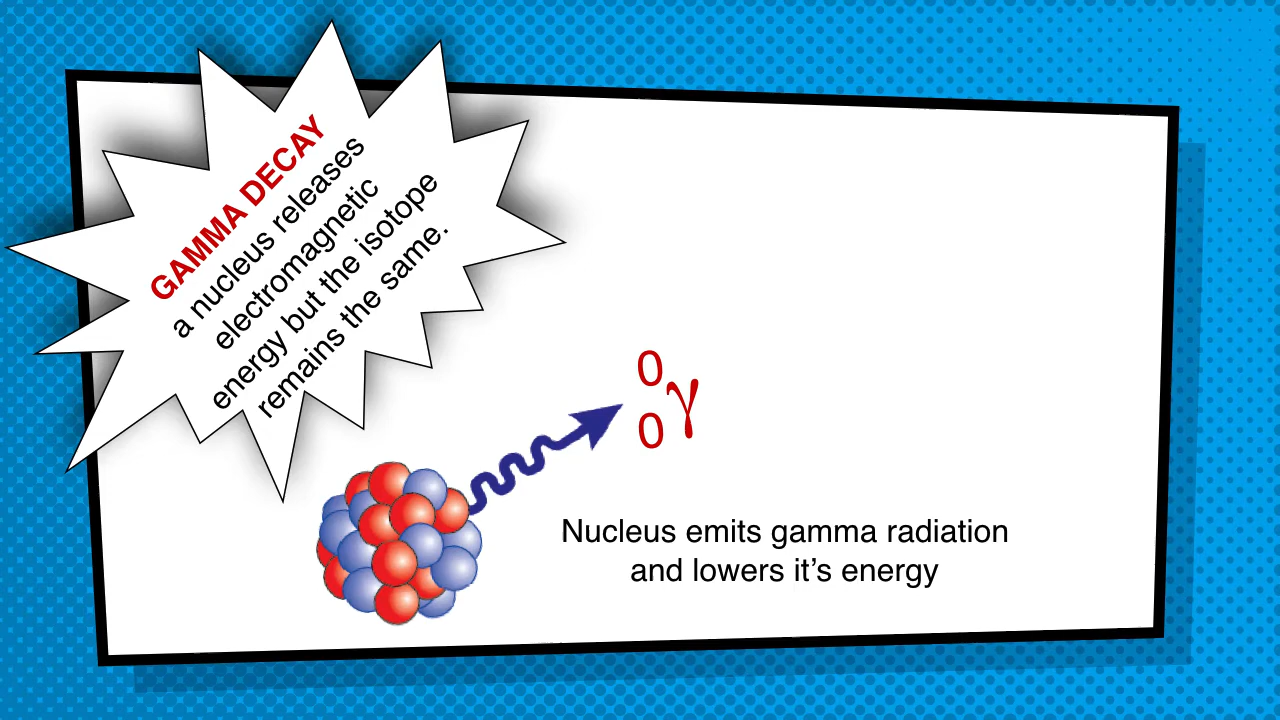 GAMMA DECAY
a nucleus releases
electromagnetic
energy but the isotope
remains the same.
0
0
γ
Nucleus emits gamma radiation
and lowers it’s energy